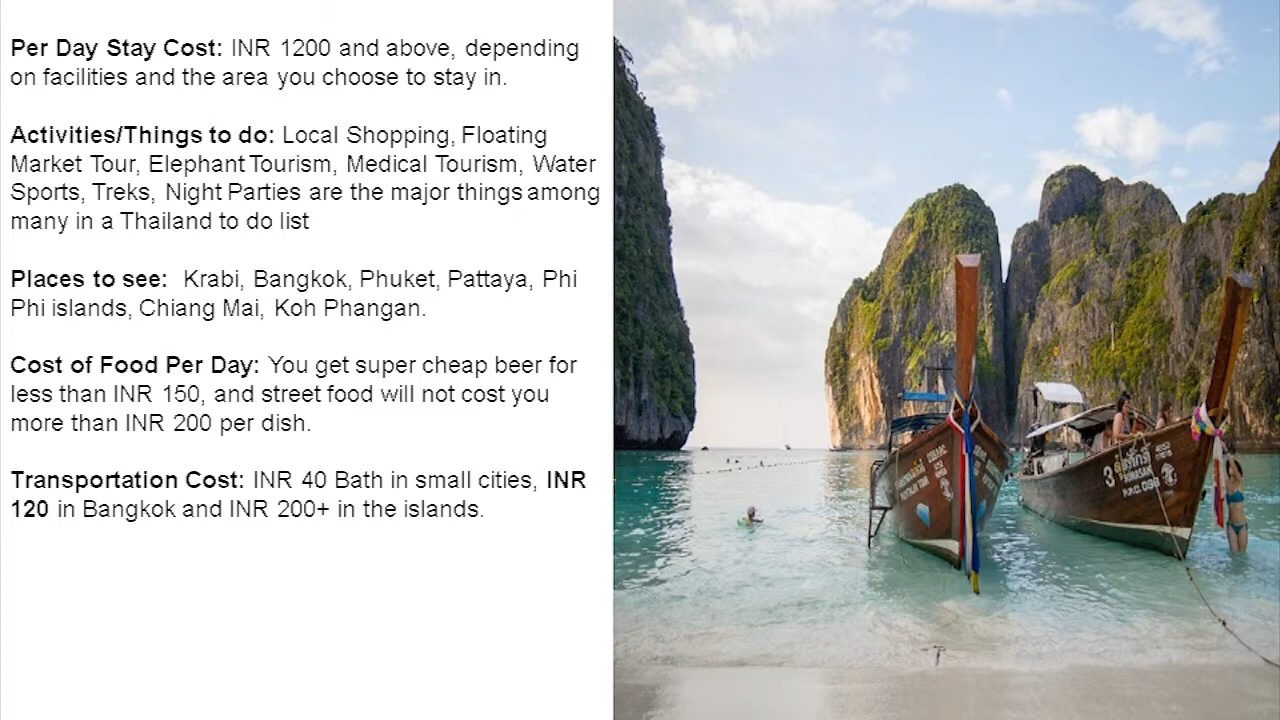 Per Day Stay Cost: INR 1200 and above, depending
on facilities and the area you choose to stay in.
Activities/Things to do: Local Shopping, Floating
Market Tour, Elephant Tourism, Medical Tourism, Water
Sports, Treks, Night Parties are the major things among
many in a Thailand to do list
Places to see: Krabi, Bangkok, Phuket, Pattaya, Phi
Phi islands, Chiang Mai, Koh Phangan.
Cost of Food Per Day: You get super cheap beer for
less than INR 150, and street food will not cost you
more than INR 200 per dish.
Transportation Cost: INR 40 Bath in small cities, INR
120 in Bangkok and INR 200+ in the islands.
3